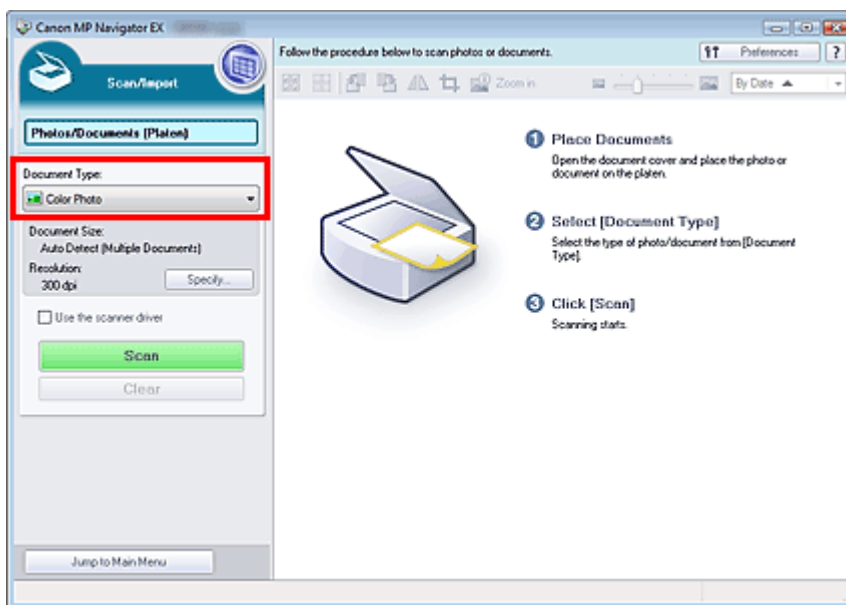 Canon MP Navigator EX
Scan/Import
Photos/Documents (Platen)
Document Type:
Color Photo
Document Size:
Auto Detect (Multiple Documents)
Resolution:
300 dpi
Specify...
Use the scanner driver
Scan
Clear
Jump to Main Menu
Follow the procedure below to scan photos or documents.
Preferences
?
Zoom in
By Date
1 Place Documents
Open the document cover and place the photo or
document on the platen.
2 Select [Document Type]
Select the type of photo/document from [Document
Type].
3 Click [Scan]
Scanning starts.